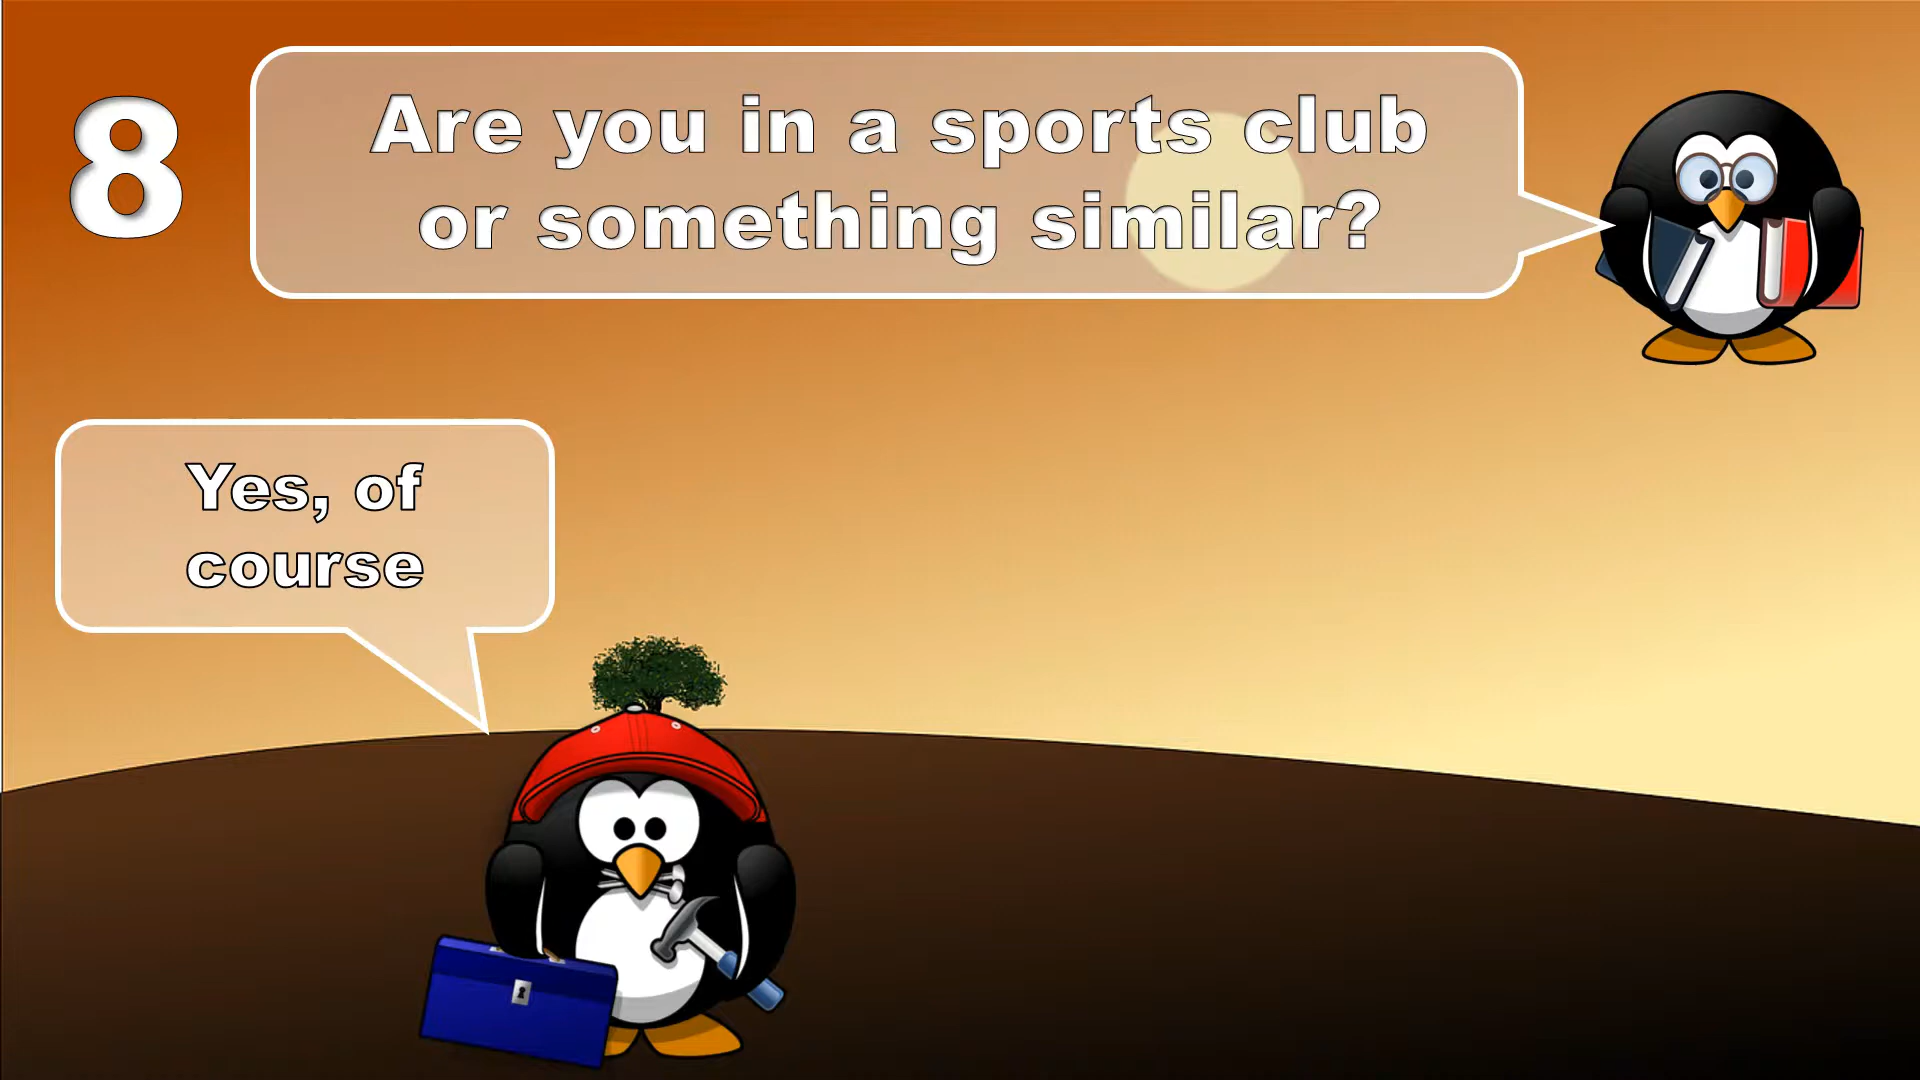 8
Are you in a sports club
or something similar?
Yes, of
course